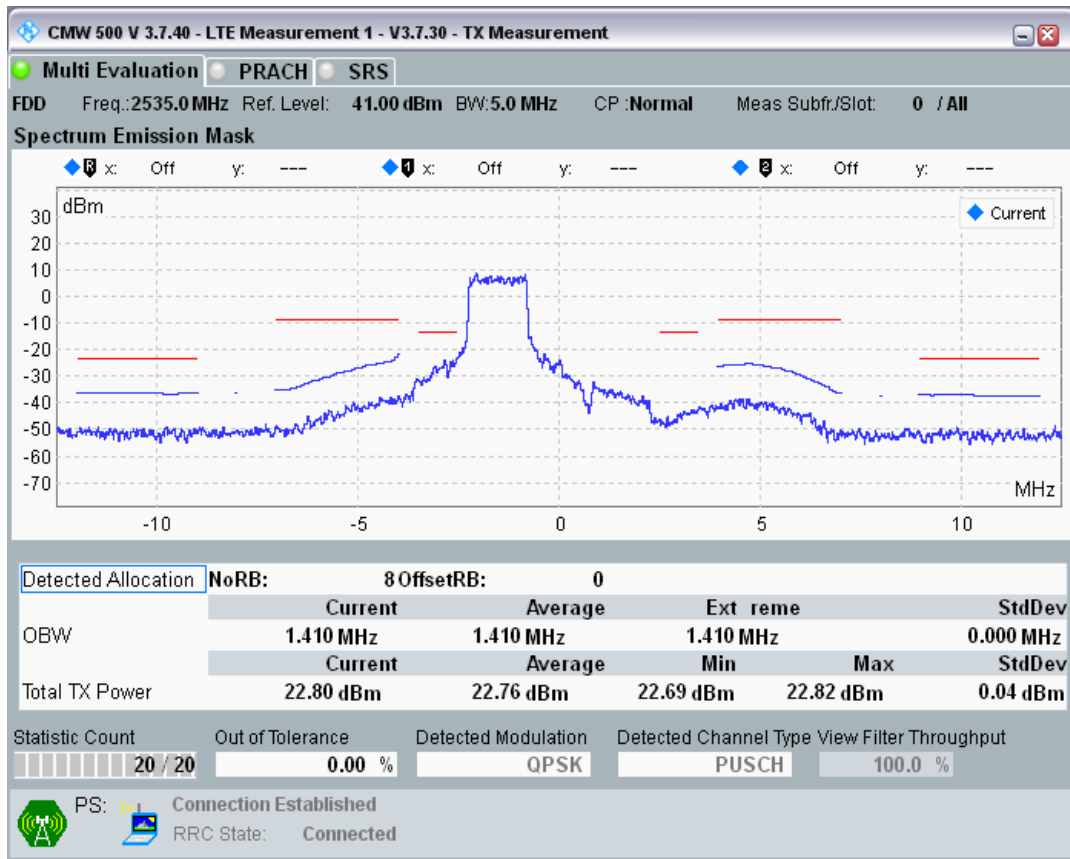 CMW 500 V 3.7.40 - LTE Measurement 1 - V3.7.30 - TX Measurement
Multi Evaluation PRACH SRS
FDD Freq.:2535.0 MHz Ref. Level: 41.00 dBm BW:5.0 MHz CP :Normal Meas Subfr./Slot: 0 / All
Spectrum Emission Mask
R x: Off y: --- 1 x: Off y: --- 2 x: Off y: ---
dBm
Current
30
20
10
0
-10
-20
-30
-40
-50
-60
-70
MHz
-10 -5 0 5 10
Detected Allocation NoRB: 8 OffsetRB: 0
Current Average Ext reme StdDev
OBW 1.410 MHz 1.410 MHz 1.410 MHz 0.000 MHz
Current Average Min Max StdDev
Total TX Power 22.80 dBm 22.76 dBm 22.69 dBm 22.82 dBm 0.04 dBm
Statistic Count Out of Tolerance Detected Modulation Detected Channel Type View Filter Throughput
20 / 20 0.00 % QPSK PUSCH 100.0 %
PS: Connection Established
RRC State: Connected